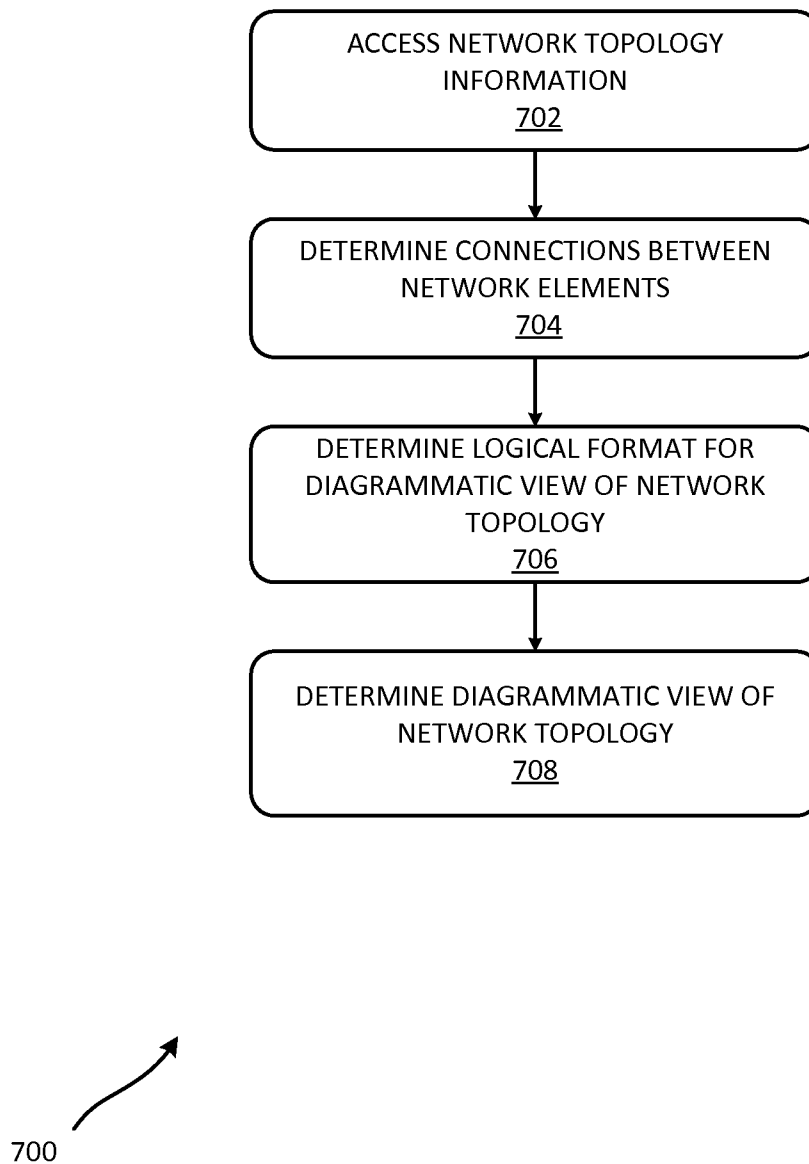 ACCESS NETWORK TOPOLOGY
INFORMATION
702
DETERMINE CONNECTIONS BETWEEN
NETWORK ELEMENTS
704
DETERMINE LOGICAL FORMAT FOR
DIAGRAMMATIC VIEW OF NETWORK
TOPOLOGY
706
DETERMINE DIAGRAMMATIC VIEW OF
NETWORK TOPOLOGY
708
700